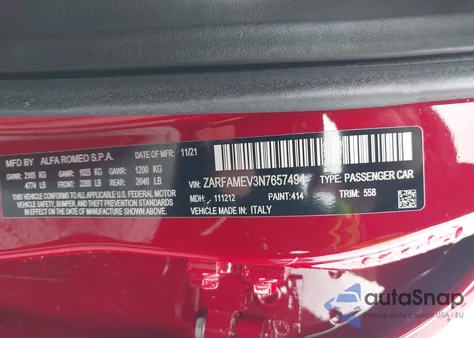 MFD BY: ALFA ROMEO S.P.A. DATE OF MFR: 11/21
GVWR: 2165 KG FRONT: 1025 KG REAR: 1200 KG
4774 LB 2260 LB 2646 LB
THIS VEHICLE CONFORMS TO ALL APPLICABLE U.S. FEDERAL MOTOR
VEHICLE SAFETY, BUMPER, AND THEFT PREVENTION STANDARDS
IN EFFECT ON THE DATE OF MANUFACTURE SHOWN ABOVE.
VIN: ZARFAMEV3N7657494 TYPE: PASSENGER CAR
MDH: 111212 PAINT: 414 TRIM: 558
VEHICLE MADE IN: ITALY
autoSnap
EU